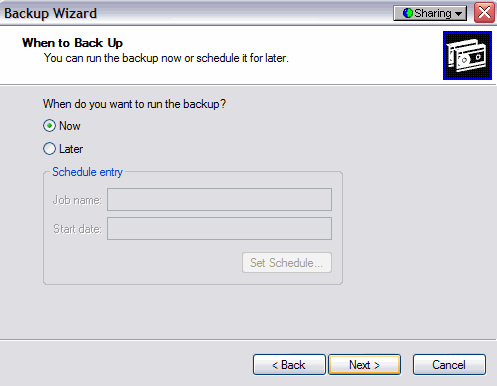 Backup Wizard
Sharing
When to Back Up
You can run the backup now or schedule it for later.
When do you want to run the backup?
Now
Later
Schedule entry
Job name:
Start date:
Set Schedule...
< Back
Next >
Cancel